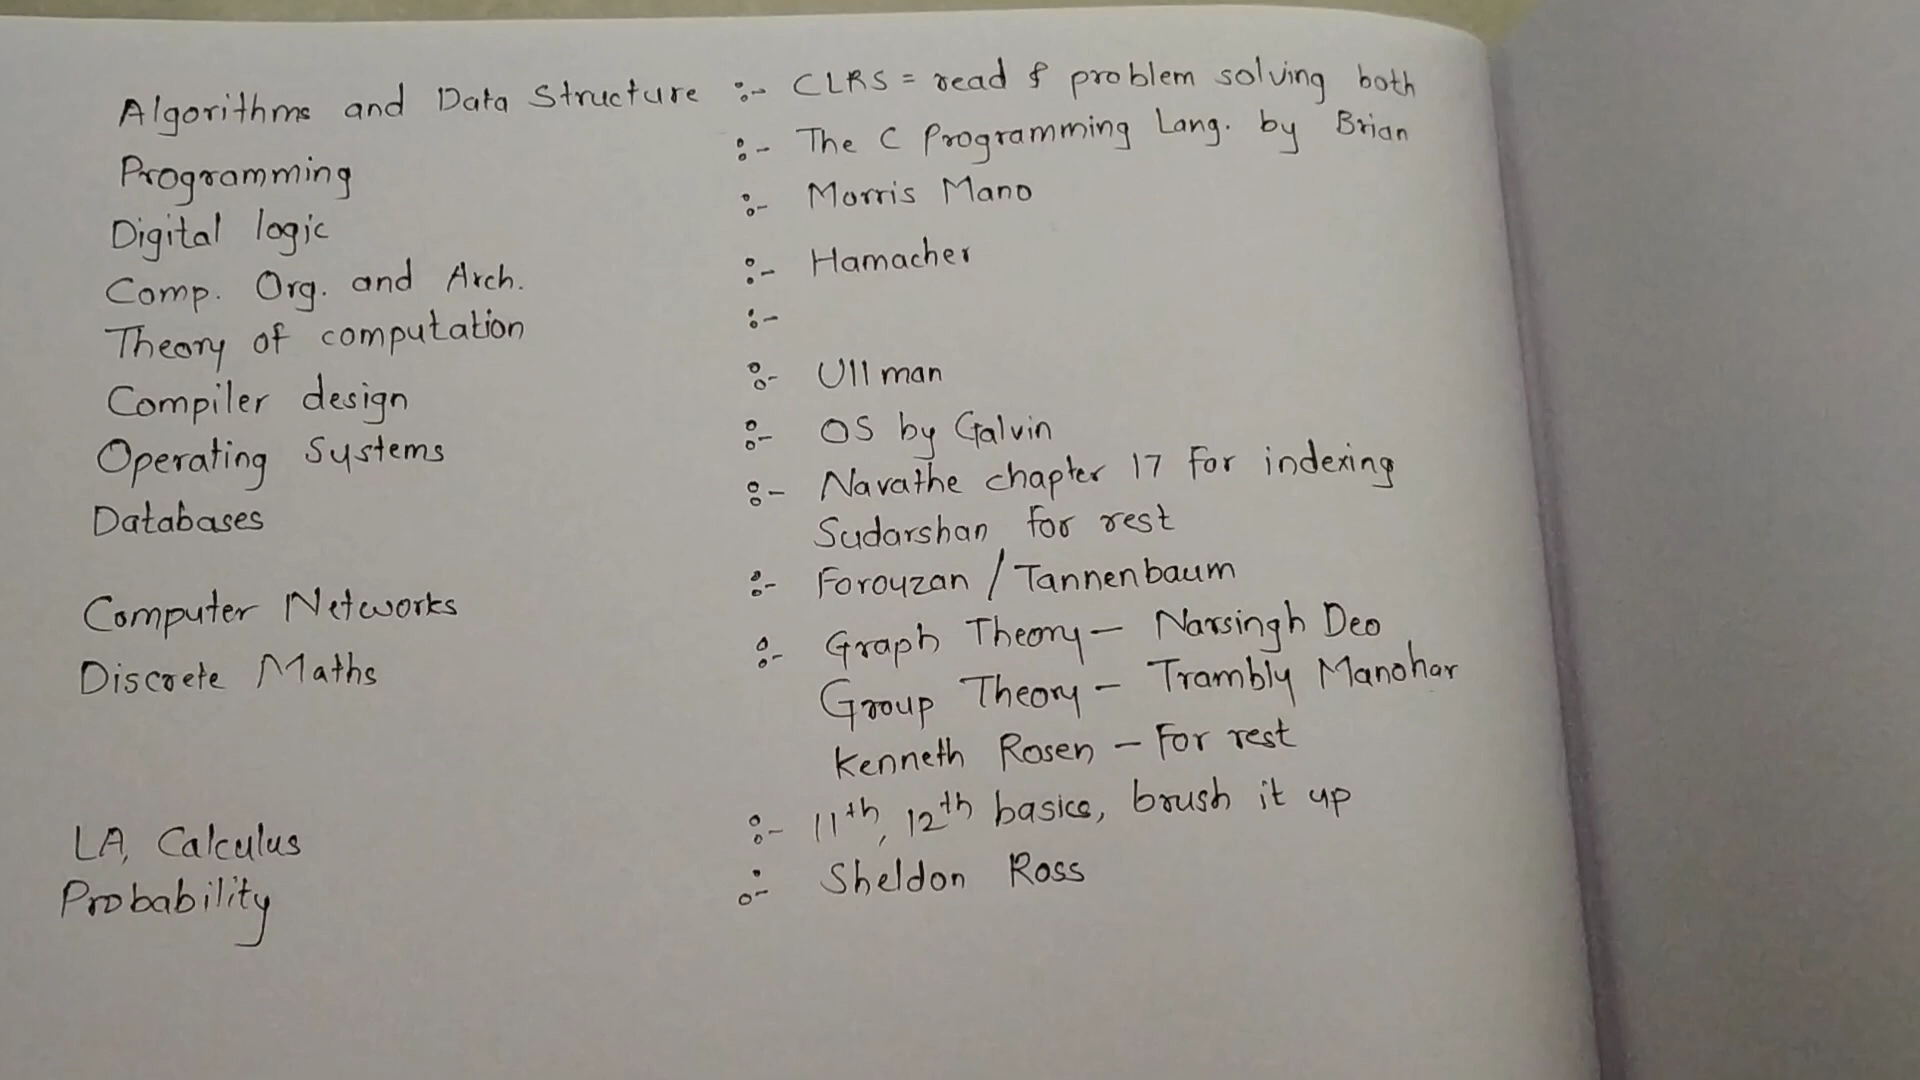 Algorithms and Data Structure :- CLRS = read & problem solving both
Programming :- The C Programming Lang. by Brian
Digital logic :- Morris Mano
Comp. Org. and Arch. :- Hamacher
Theory of computation :-
Compiler design :- Ullman
Operating Systems :- OS by Galvin
Databases :- Navathe chapter 17 for indexing
Sudarshan for rest
Computer Networks :- Forouzan / Tannenbaum
Discrete Maths :- Graph Theory - Narsingh Deo
Group Theory - Trambly Manohar
Kenneth Rosen - For rest
LA, Calculus :- 11th, 12th basics, brush it up
Probability :- Sheldon Ross